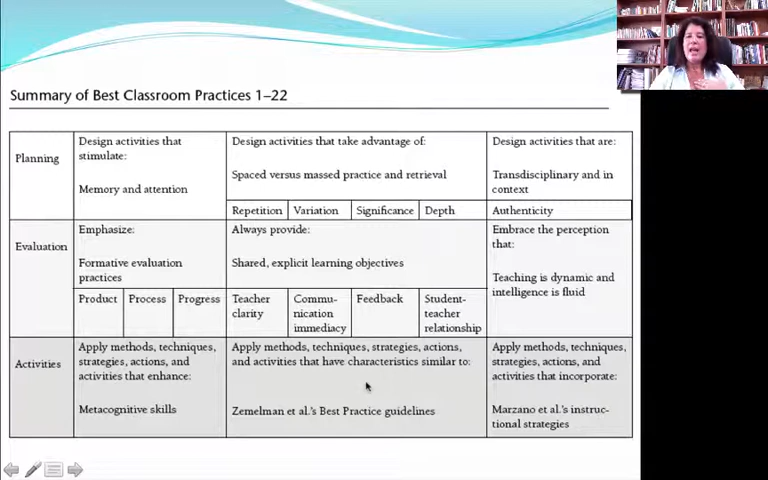 Summary of Best Classroom Practices 1–22
Planning
Design activities that
stimulate:
Memory and attention
Design activities that take advantage of:
Spaced versus massed practice and retrieval
Repetition
Variation
Significance
Depth
Design activities that are:
Transdisciplinary and in
context
Authenticity
Evaluation
Emphasize:
Formative evaluation
practices
Product
Process
Progress
Always provide:
Shared, explicit learning objectives
Teacher
clarity
Commu-
nication
immediacy
Feedback
Student-
teacher
relationship
Embrace the perception
that:
Teaching is dynamic and
intelligence is fluid
Activities
Apply methods, techniques,
strategies, actions, and
activities that enhance:
Metacognitive skills
Apply methods, techniques, strategies, actions,
and activities that have characteristics similar to:
Zemelman et al.'s Best Practice guidelines
Apply methods, techniques,
strategies, actions, and
activities that incorporate:
Marzano et al.'s instruc-
tional strategies